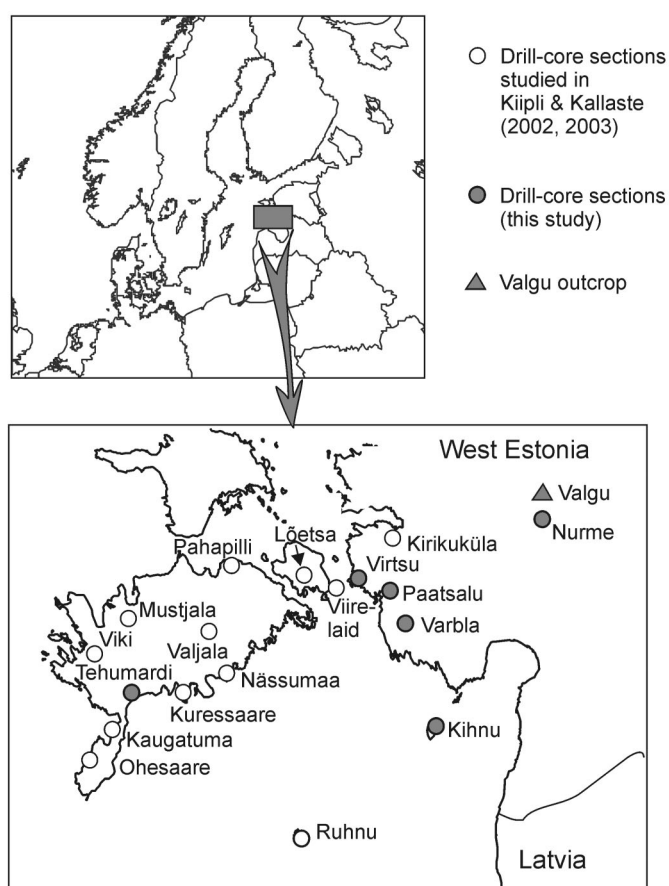 Drill-core sections
studied in
Kiipli & Kallaste
(2002, 2003)
Drill-core sections
(this study)
Valgu outcrop
West Estonia
Valgu
Nurme
Lõetsa
Kirikuküla
Pahapilli
Virtsu
Paatsalu
Viire-
laid
Mustjala
Varbla
Viki
Valjala
Tehumardi
Nässumaa
Kuressaare
Kihnu
Kaugatuma
Ohesaare
Ruhnu
Latvia